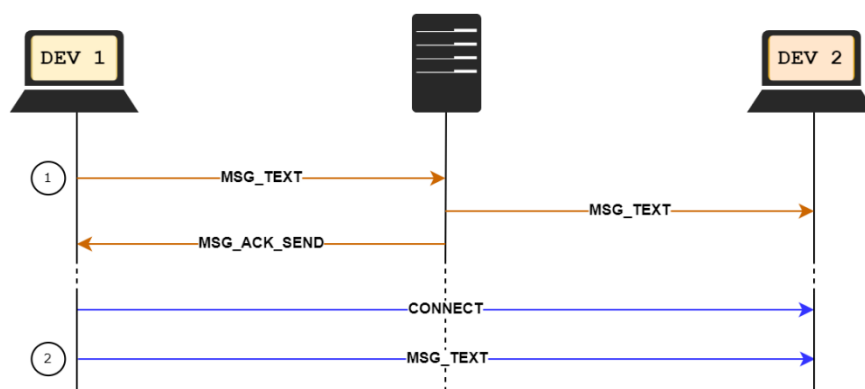 DEV 1
DEV 2
1
MSG_TEXT
MSG_TEXT
MSG_ACK_SEND
CONNECT
2
MSG_TEXT